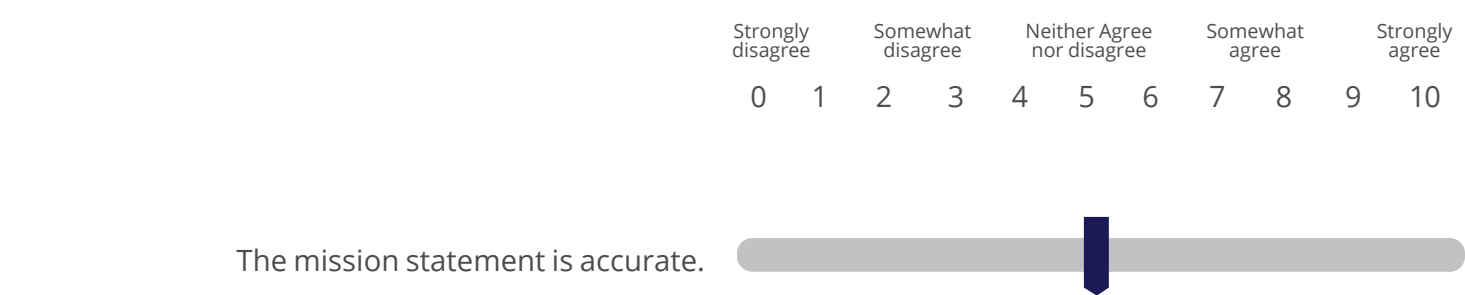 Strongly Somewhat Neither Agree Somewhat Strongly
disagree disagree nor disagree agree agree
0 1 2 3 4 5 6 7 8 9 10
The mission statement is accurate.